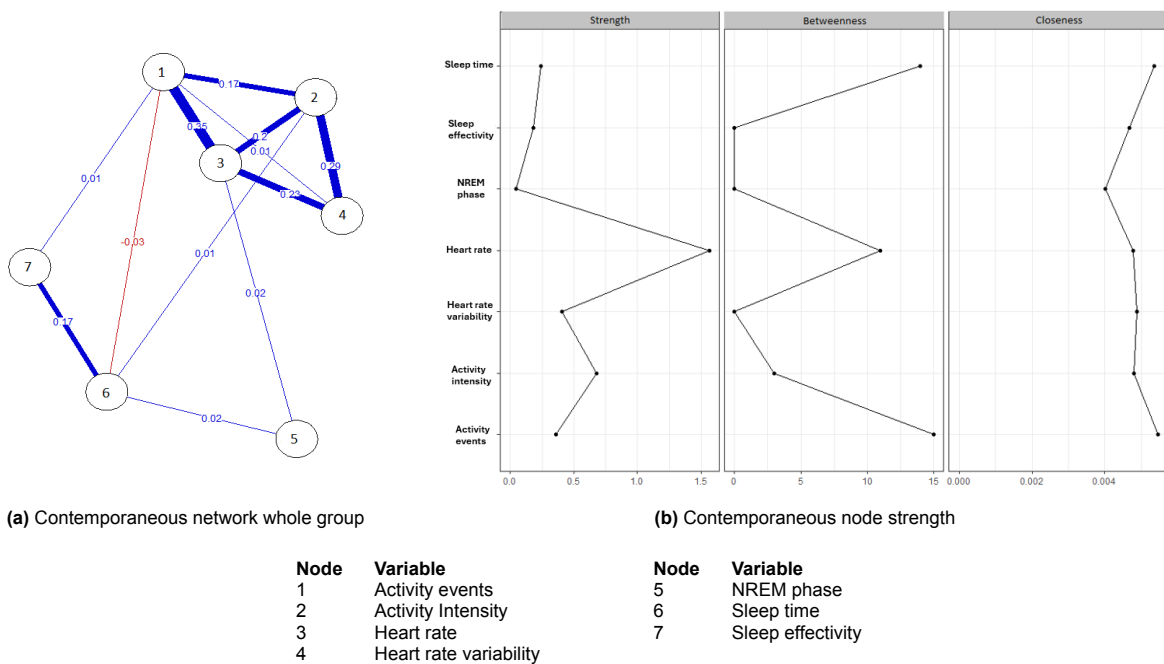 1
2
3
4
5
6
7
0.17
0.35
0.2
0.01
0.29
0.23
0.01
-0.03
0.01
0.02
0.17
0.02
Strength
Betweenness
Closeness
Sleep time
Sleep
effectivity
NREM
phase
Heart rate
Heart rate
variability
Activity
intensity
Activity
events
0.0 0.5 1.0 1.5
0 5 10 15
0.000 0.004
(a) Contemporaneous network whole group
(b) Contemporaneous node strength
Node Variable
1 Activity events
2 Activity Intensity
3 Heart rate
4 Heart rate variability
Node Variable
5 NREM phase
6 Sleep time
7 Sleep effectivity